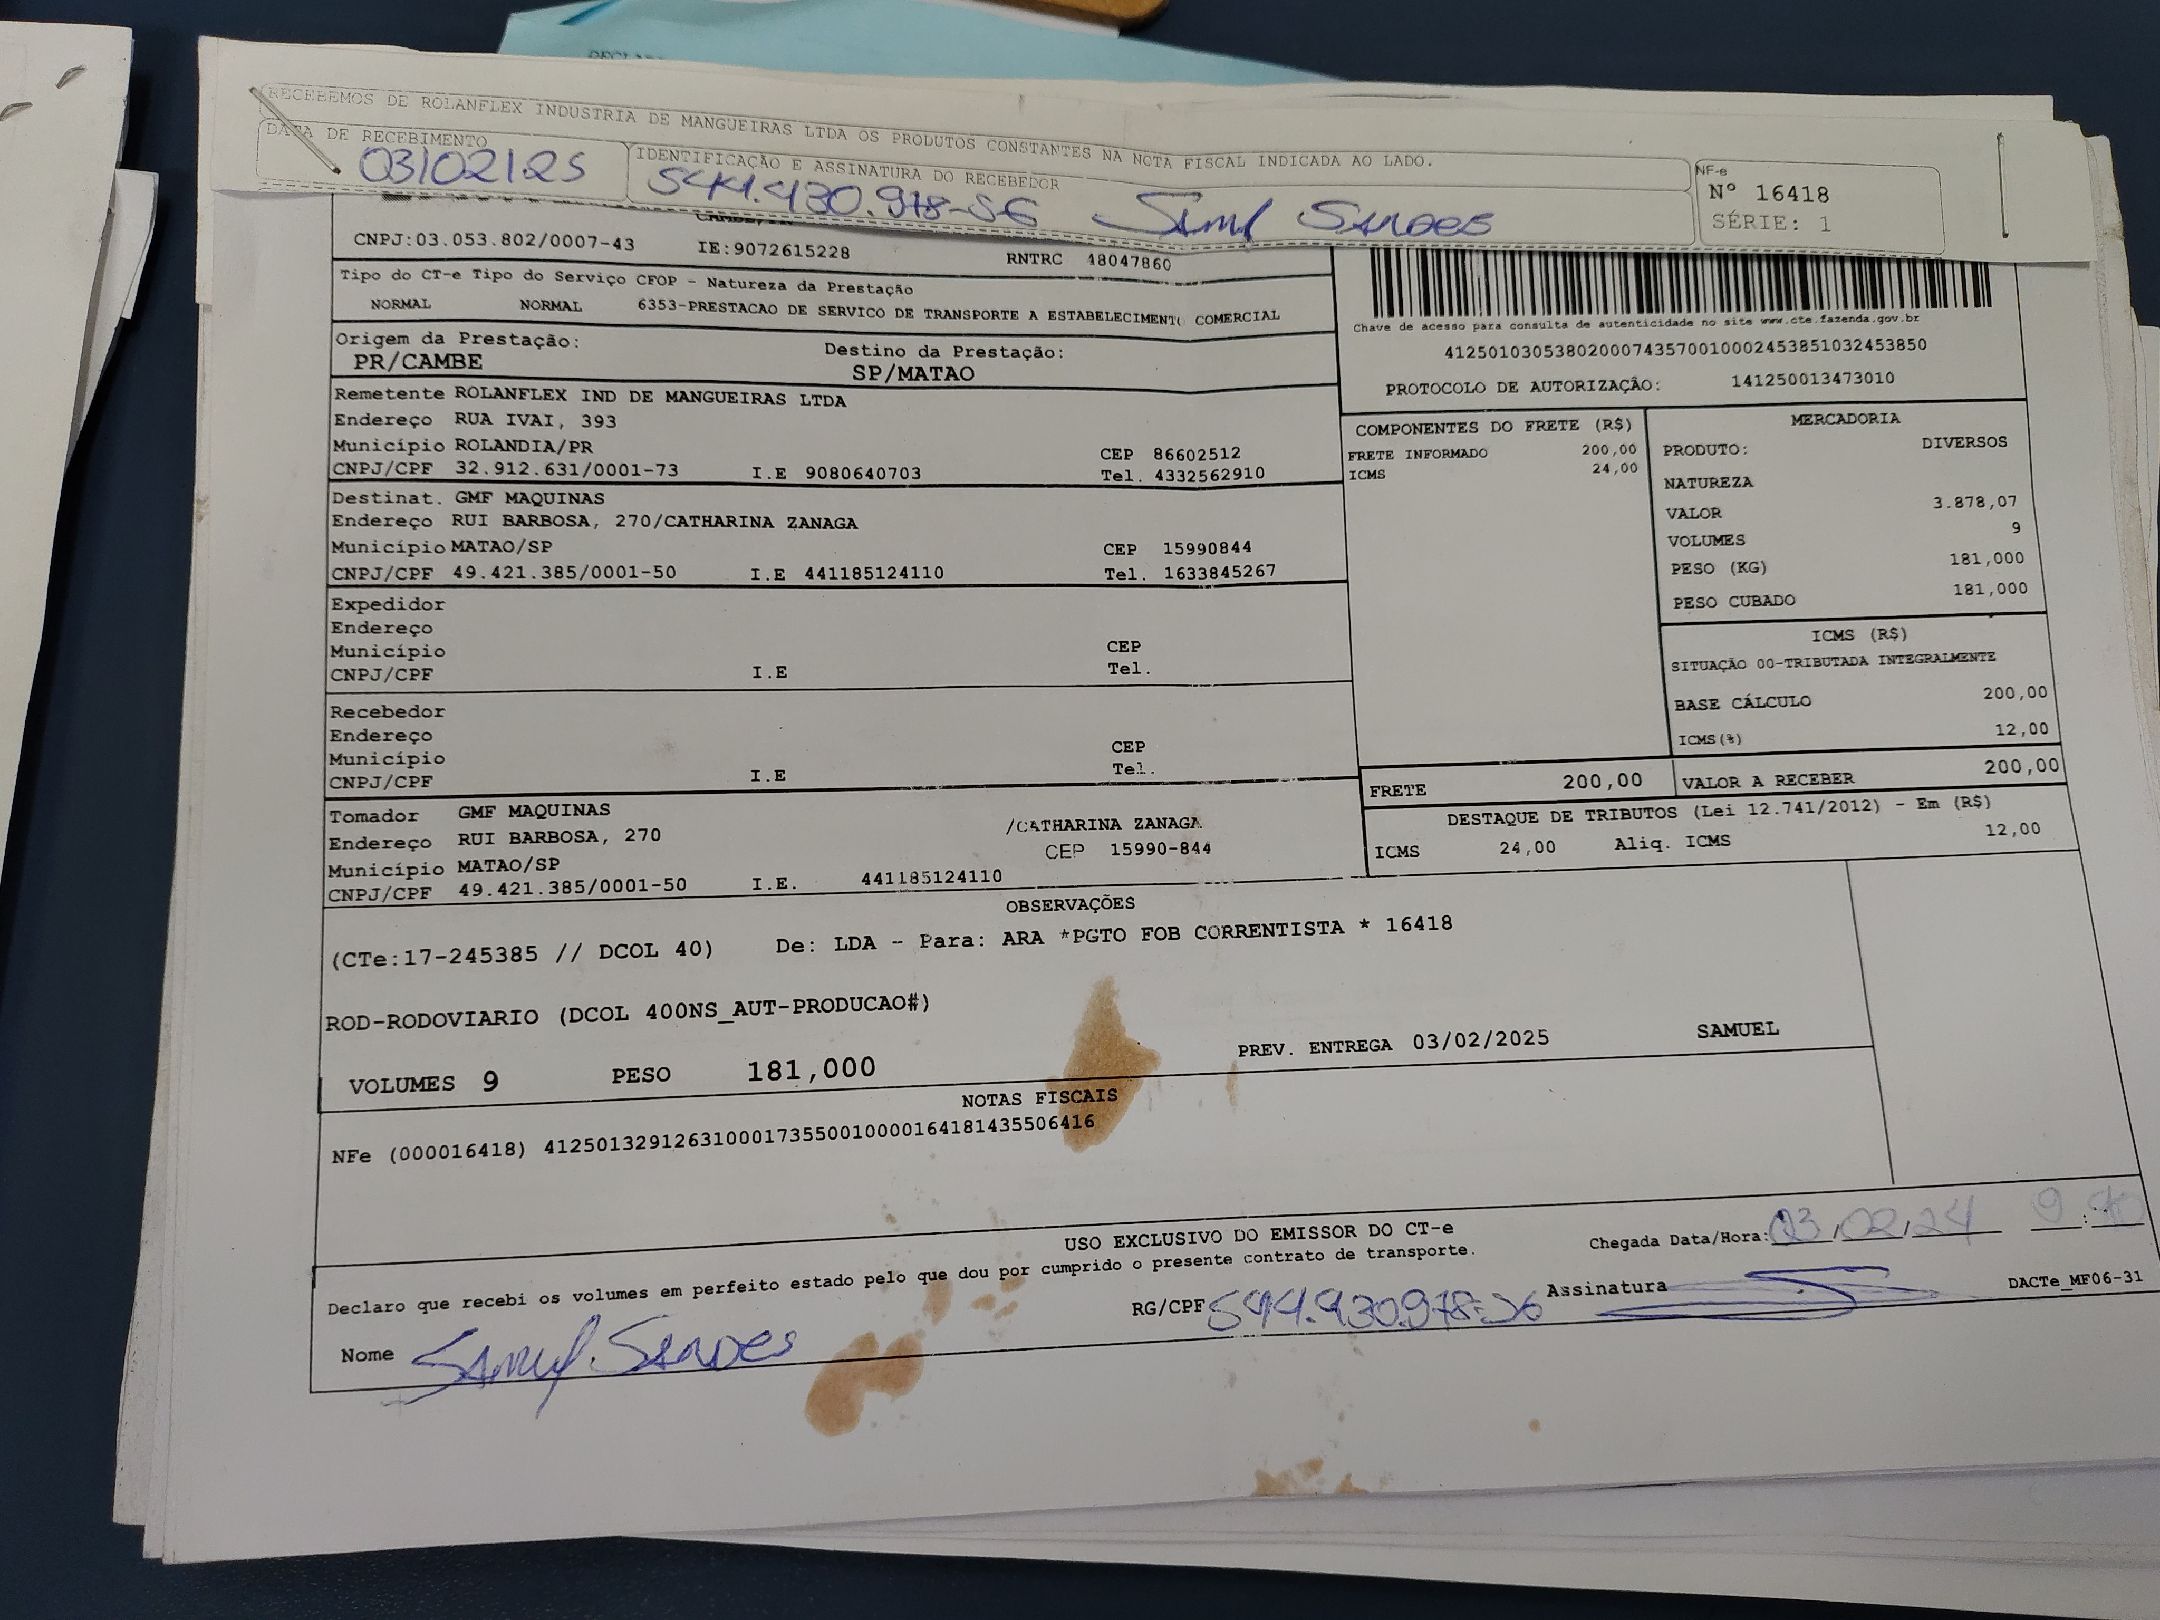 RECEBEMOS DE ROLANFLEX INDUSTRIA DE MANGUEIRAS LTDA OS PRODUTOS CONSTANTES NA NOTA FISCAL INDICADA AO LADO.
DATA DE RECEBIMENTO
03/02/25
IDENTIFICAÇÃO E ASSINATURA DO RECEBEDOR
NF-e
Nº 16418
SÉRIE: 1
CNPJ:03.053.802/0007-43 IE:9072615228 RNTRC 48047860
Tipo do CT-e Tipo do Serviço CFOP - Natureza da Prestação
NORMAL NORMAL 6353-PRESTACAO DE SERVICO DE TRANSPORTE A ESTABELECIMENTO COMERCIAL
Origem da Prestação: Destino da Prestação:
PR/CAMBE SP/MATAO
Chave de acesso para consulta de autenticidade no site www.cte.fazenda.gov.br
41250103053802000743570010002453851032453850
PROTOCOLO DE AUTORIZAÇÃO: 141250013473010
Remetente ROLANFLEX IND DE MANGUEIRAS LTDA
Endereço RUA IVAI, 393
Município ROLANDIA/PR CEP 86602512
CNPJ/CPF 32.912.631/0001-73 I.E 9080640703 Tel. 4332562910
Destinat. GMF MAQUINAS
Endereço RUI BARBOSA, 270/CATHARINA ZANAGA
Município MATAO/SP CEP 15990844
CNPJ/CPF 49.421.385/0001-50 I.E 441185124110 Tel. 1633845267
Expedidor
Endereço
Município CEP
CNPJ/CPF I.E Tel.
Recebedor
Endereço
Município CEP
CNPJ/CPF I.E Tel.
Tomador GMF MAQUINAS
Endereço RUI BARBOSA, 270 /CATHARINA ZANAGA
Município MATAO/SP CEP 15990-844
CNPJ/CPF 49.421.385/0001-50 I.E. 441185124110
COMPONENTES DO FRETE (R$)
FRETE INFORMADO 200,00
ICMS 24,00
MERCADORIA
PRODUTO: DIVERSOS
NATUREZA
VALOR 3.878,07
VOLUMES 9
PESO (KG) 181,000
PESO CUBADO 181,000
ICMS (R$)
SITUAÇÃO 00-TRIBUTADA INTEGRALMENTE
BASE CÁLCULO 200,00
ICMS(%) 12,00
FRETE 200,00 VALOR A RECEBER 200,00
DESTAQUE DE TRIBUTOS (Lei 12.741/2012) - Em (R$)
ICMS 24,00 Aliq. ICMS 12,00
OBSERVAÇÕES
(CTe:17-245385 // DCOL 40) De: LDA - Para: ARA *PGTO FOB CORRENTISTA * 16418
ROD-RODOVIARIO (DCOL 400NS_AUT-PRODUCAO#)
VOLUMES 9 PESO 181,000 PREV. ENTREGA 03/02/2025 SAMUEL
NOTAS FISCAIS
NFe (000016418) 41250132912631000173550010000164181435506416
USO EXCLUSIVO DO EMISSOR DO CT-e
Chegada Data/Hora: 03/02/24 9:40
Declaro que recebi os volumes em perfeito estado pelo que dou por cumprido o presente contrato de transporte.
Nome RG/CPF Assinatura
DACTe_MF06-31